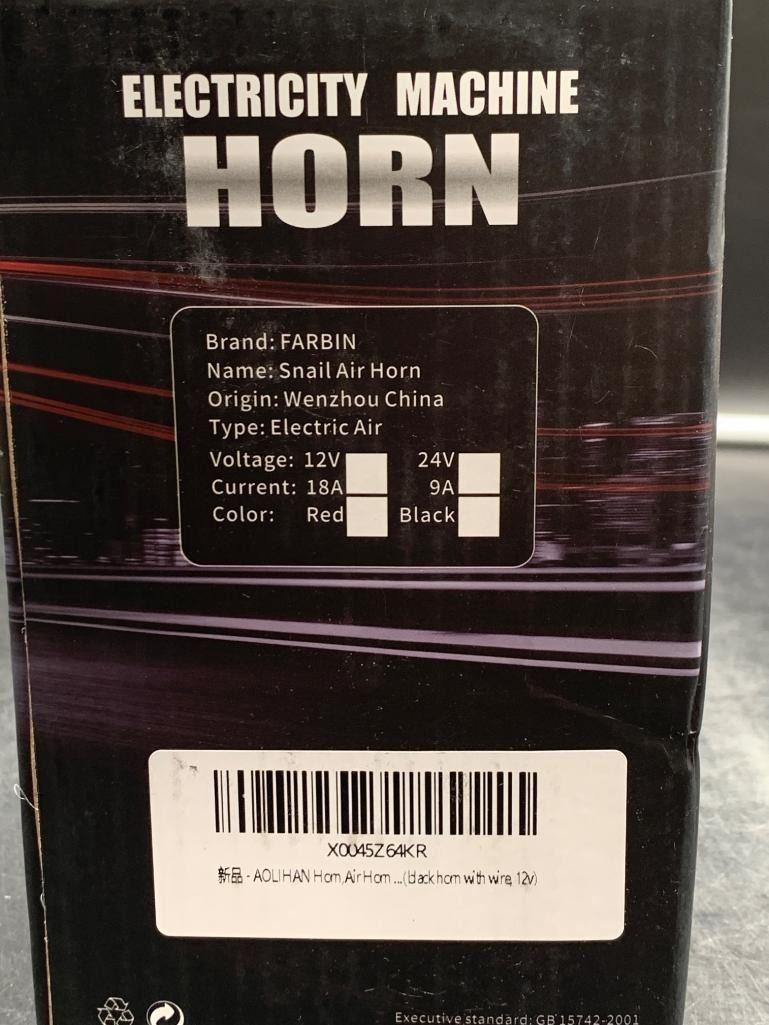 ELECTRICITY MACHINE
HORN
Brand: FARBIN
Name: Snail Air Horn
Origin: Wenzhou China
Type: Electric Air
Voltage: 12V 24V
Current: 18A 9A
Color: Red Black
X0045Z64KR
新品 - AOLIHAN Horn,Air Horn ...(black horn with wire, 12v)
Executive standard: GB 15742-2001